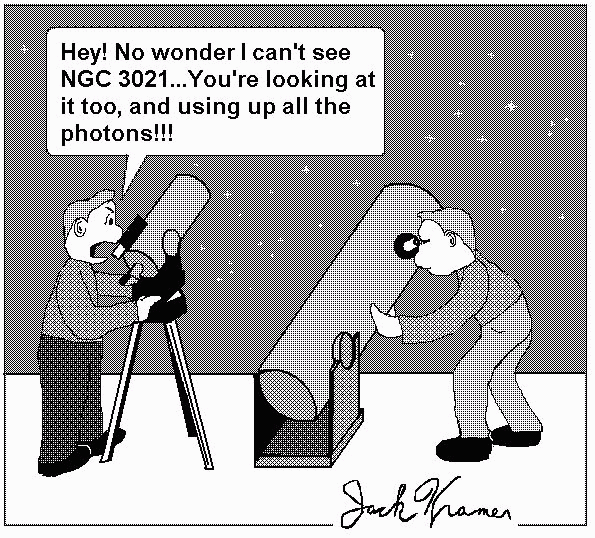 Hey! No wonder I can't see
NGC 3021...You're looking at
it too, and using up all the
photons!!!
Jack Kramer